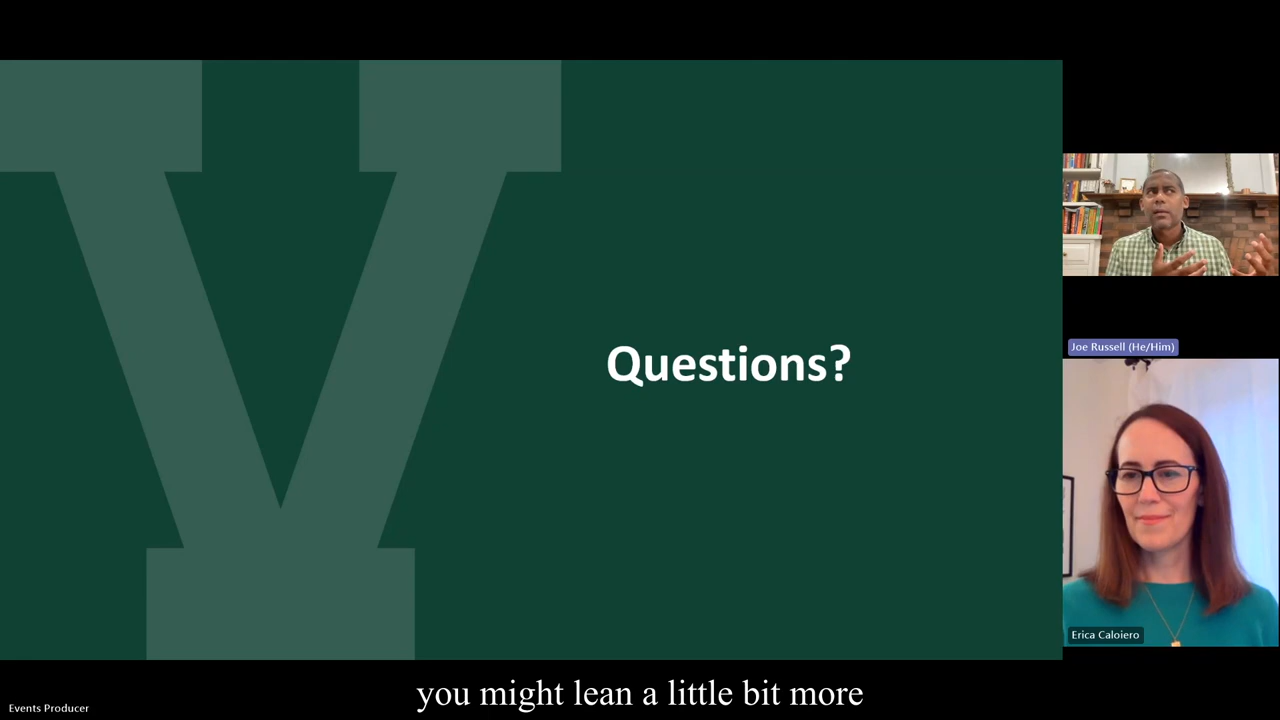 Questions?
Joe Russell (He/Him)
Erica Caloiero
you might lean a little bit more
Events Producer